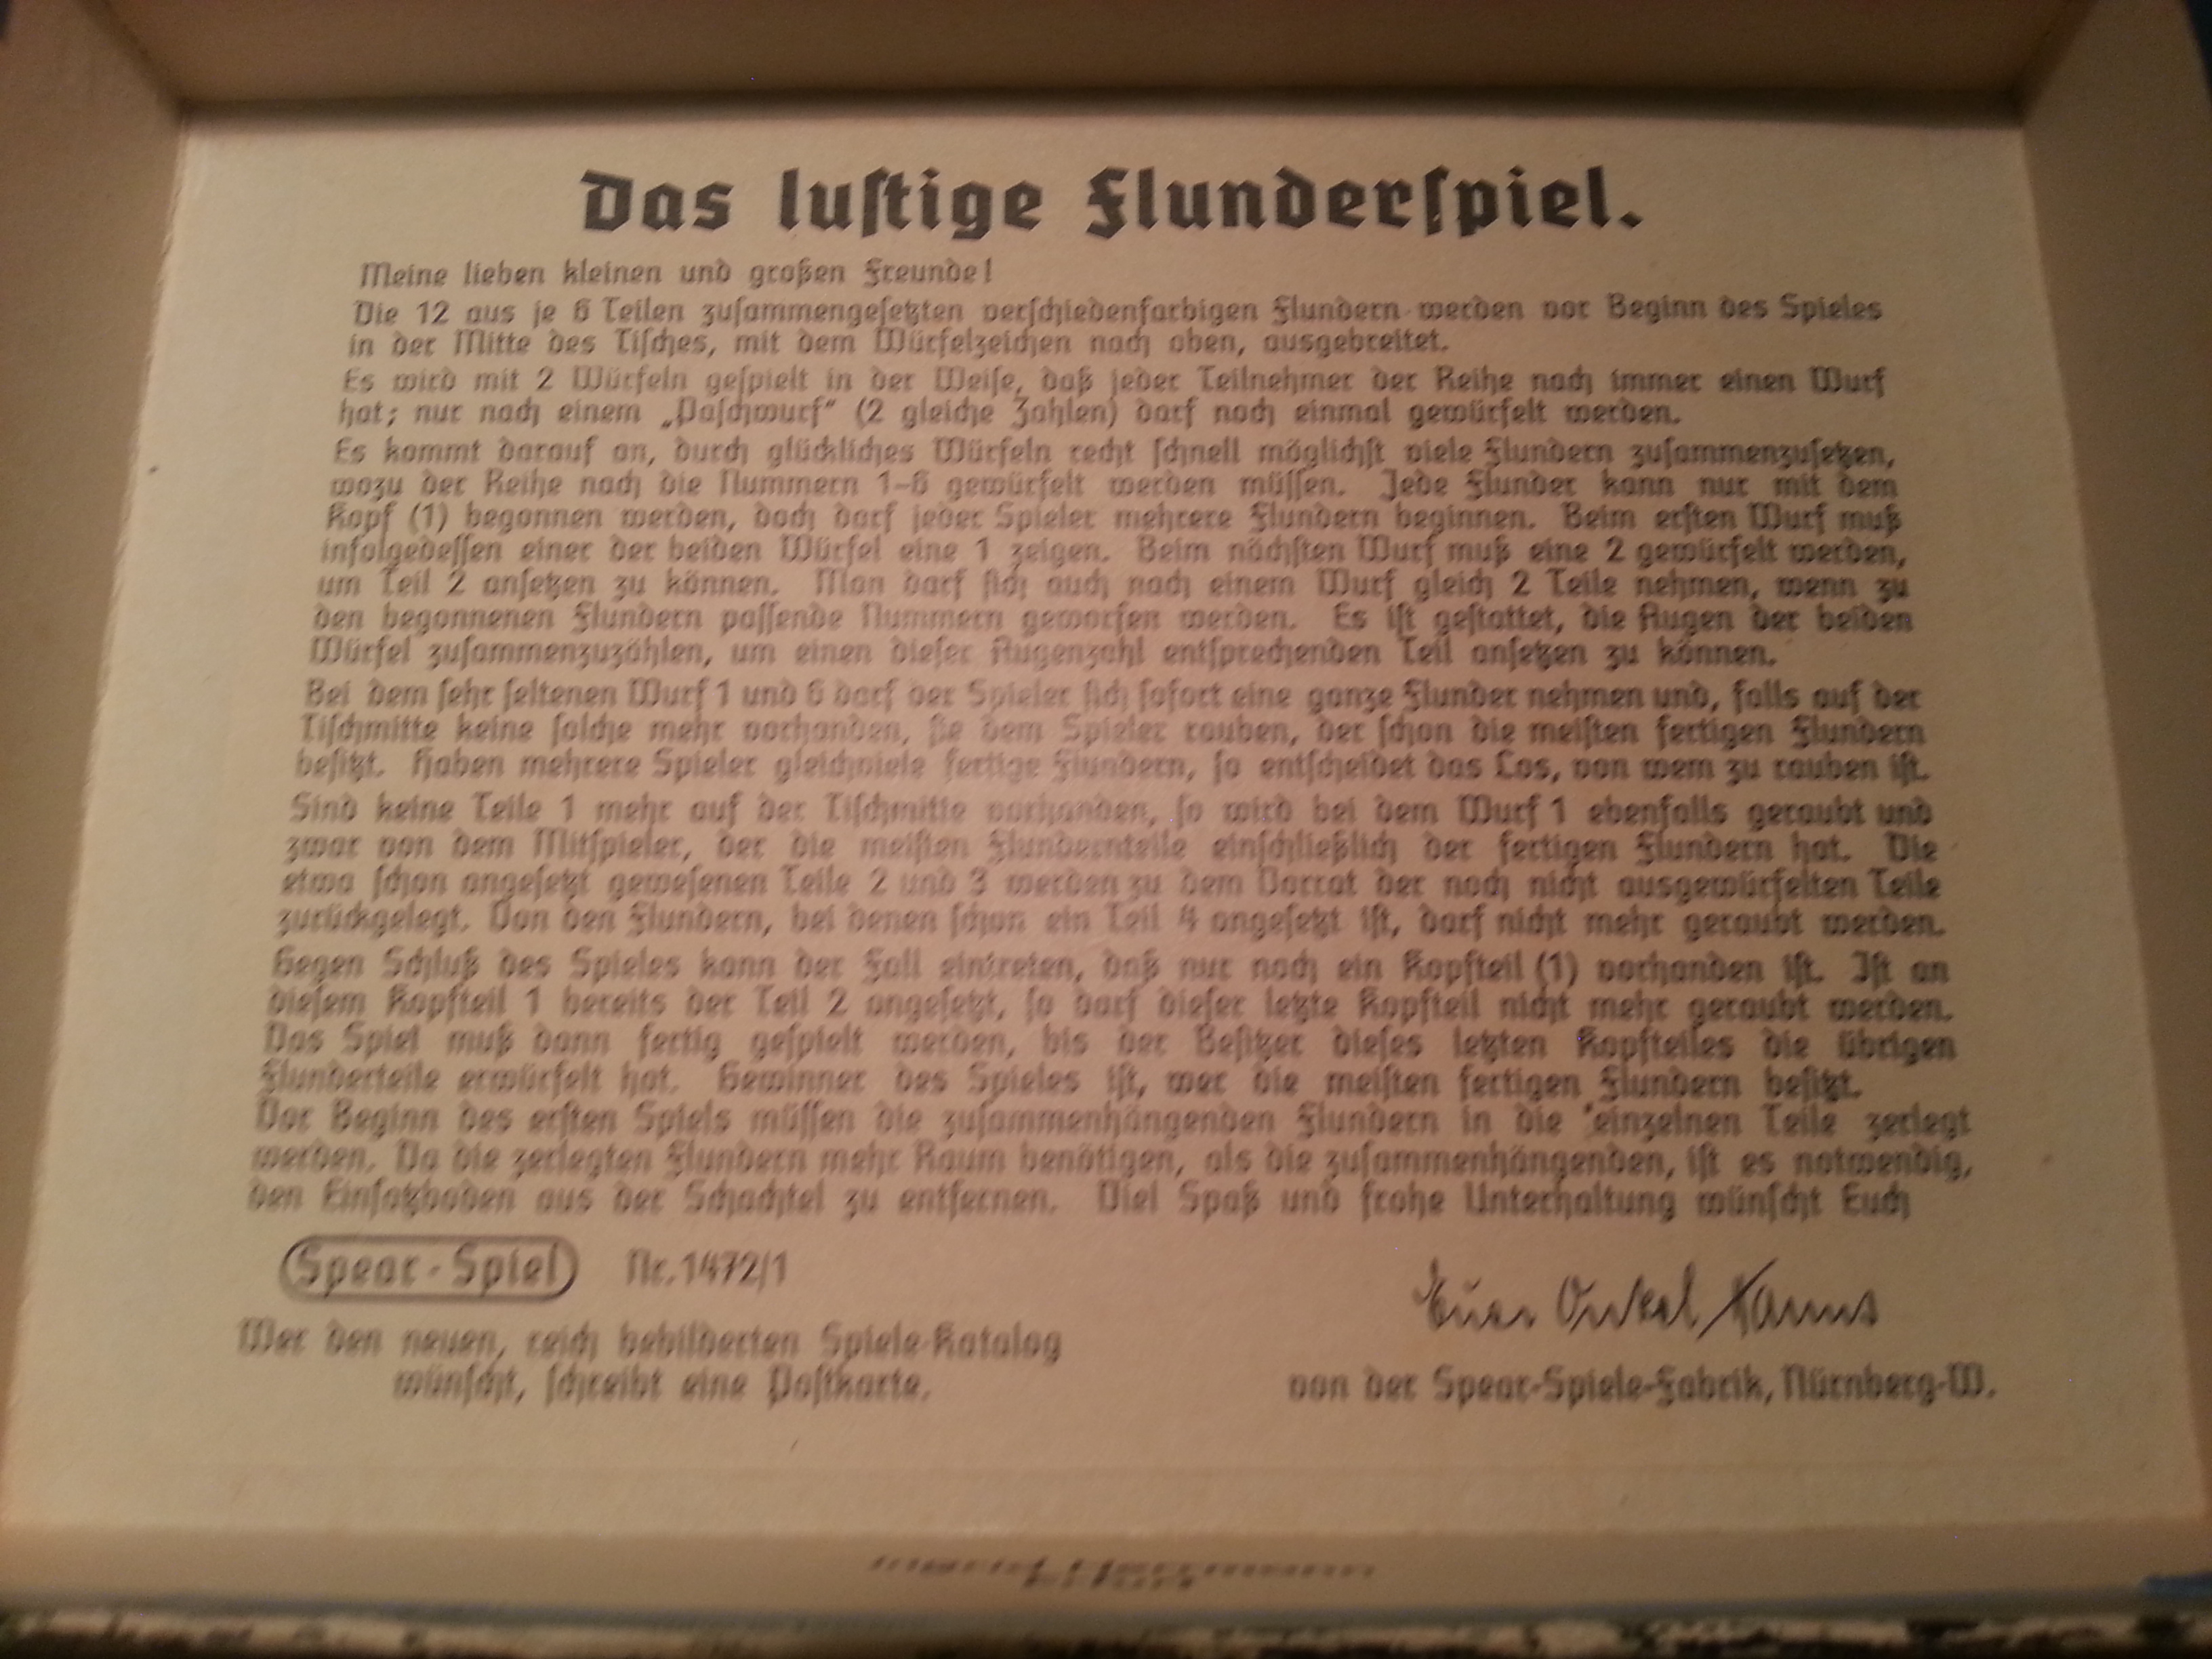 Das lustige Flunderspiel.
Meine lieben kleinen und großen Freunde!
Die 12 aus je 6 Teilen zusammengesetzten verschiedenfarbigen Flundern werden vor Beginn des Spieles
in der Mitte des Tisches, mit dem Würfelzeichen nach oben, ausgebreitet.
Es wird mit 2 Würfeln gespielt in der Weise, daß jeder Teilnehmer der Reihe nach immer einen Wurf
hat; nur nach einem „Paschwurf“ (2 gleiche Zahlen) darf noch einmal gewürfelt werden.
Es kommt darauf an, durch glückliches Würfeln recht schnell möglichst viele Flundern zusammenzusetzen,
wozu der Reihe nach die Nummern 1–6 gewürfelt werden müssen. Jede Flunder kann nur mit dem
Kopf (1) begonnen werden, doch darf jeder Spieler mehrere Flundern beginnen. Beim ersten Wurf muß
infolgedessen einer der beiden Würfel eine 1 zeigen. Beim nächsten Wurf muß eine 2 gewürfelt werden,
um Teil 2 ansetzen zu können. Man darf sich auch nach einem Wurf gleich 2 Teile nehmen, wenn zu
den begonnenen Flundern passende Nummern geworfen werden. Es ist gestattet, die Augen der beiden
Würfel zusammenzuzählen, um einen dieser Augenzahl entsprechenden Teil ansetzen zu können.
Bei dem sehr seltenen Wurf 1 und 6 darf der Spieler sich sofort eine ganze Flunder nehmen und, falls auf der
Tischmitte keine solche mehr vorhanden, sie dem Spieler rauben, der schon die meisten fertigen Flundern
besitzt. Haben mehrere Spieler gleichviele fertige Flundern, so entscheidet das Los, von wem zu rauben ist.
Sind keine Teile 1 mehr auf der Tischmitte vorhanden, so wird bei dem Wurf 1 ebenfalls geraubt und
zwar von dem Mitspieler, der die meisten Flundernteile einschließlich der fertigen Flundern hat. Die
etwa schon angesetzt gewesenen Teile 2 und 3 werden zu dem Vorrat der noch nicht ausgewürfelten Teile
zurückgelegt. Von den Flundern, bei denen schon ein Teil 4 angesetzt ist, darf nicht mehr geraubt werden.
Gegen Schluß des Spieles kann der Fall eintreten, daß nur noch ein Kopfteil (1) vorhanden ist. Ist an
diesem Kopfteil 1 bereits der Teil 2 angesetzt, so darf dieser letzte Kopfteil nicht mehr geraubt werden.
Das Spiel muß dann fertig gespielt werden, bis der Besitzer dieses letzten Kopfteiles die übrigen
Flunderteile erwürfelt hat. Gewinner des Spieles ist, wer die meisten fertigen Flundern besitzt.
Vor Beginn des ersten Spiels müssen die zusammenhängenden Flundern in die einzelnen Teile zerlegt
werden. Da die zerlegten Flundern mehr Raum benötigen, als die zusammenhängenden, ist es notwendig,
den Einsatzboden aus der Schachtel zu entfernen. Viel Spaß und frohe Unterhaltung wünscht Euch
Spear-Spiel Nr. 1472/1
Euer Onkel Hanns
Wer den neuen, reich bebilderten Spiele-Katalog
wünscht, schreibt eine Postkarte.
von der Spear-Spiele-Fabrik, Nürnberg-W.